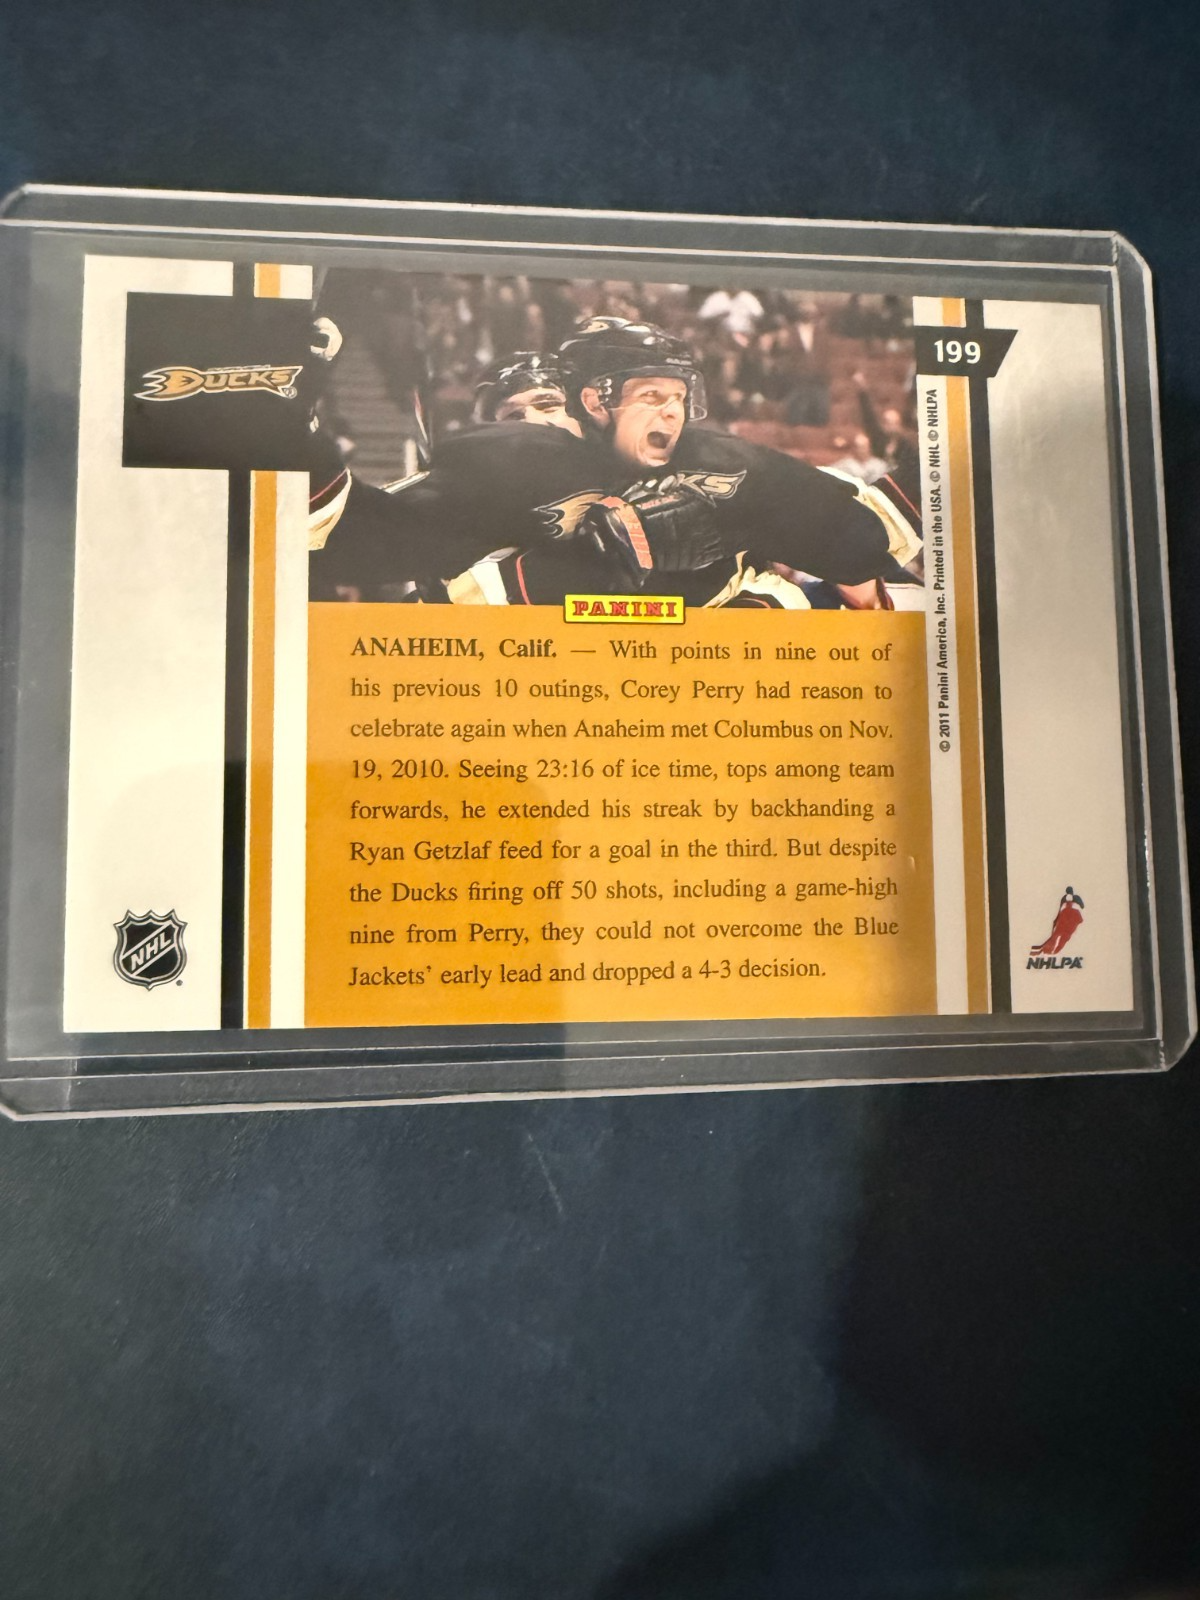 DUCKS
199
CKS
PANINI
ANAHEIM, Calif. — With points in nine out of
his previous 10 outings, Corey Perry had reason to
celebrate again when Anaheim met Columbus on Nov.
19, 2010. Seeing 23:16 of ice time, tops among team
forwards, he extended his streak by backhanding a
Ryan Getzlaf feed for a goal in the third. But despite
the Ducks firing off 50 shots, including a game-high
nine from Perry, they could not overcome the Blue
Jackets' early lead and dropped a 4-3 decision.
© 2011 Panini America, Inc. Printed in the USA. © NHL © NHLPA
NHL
NHLPA